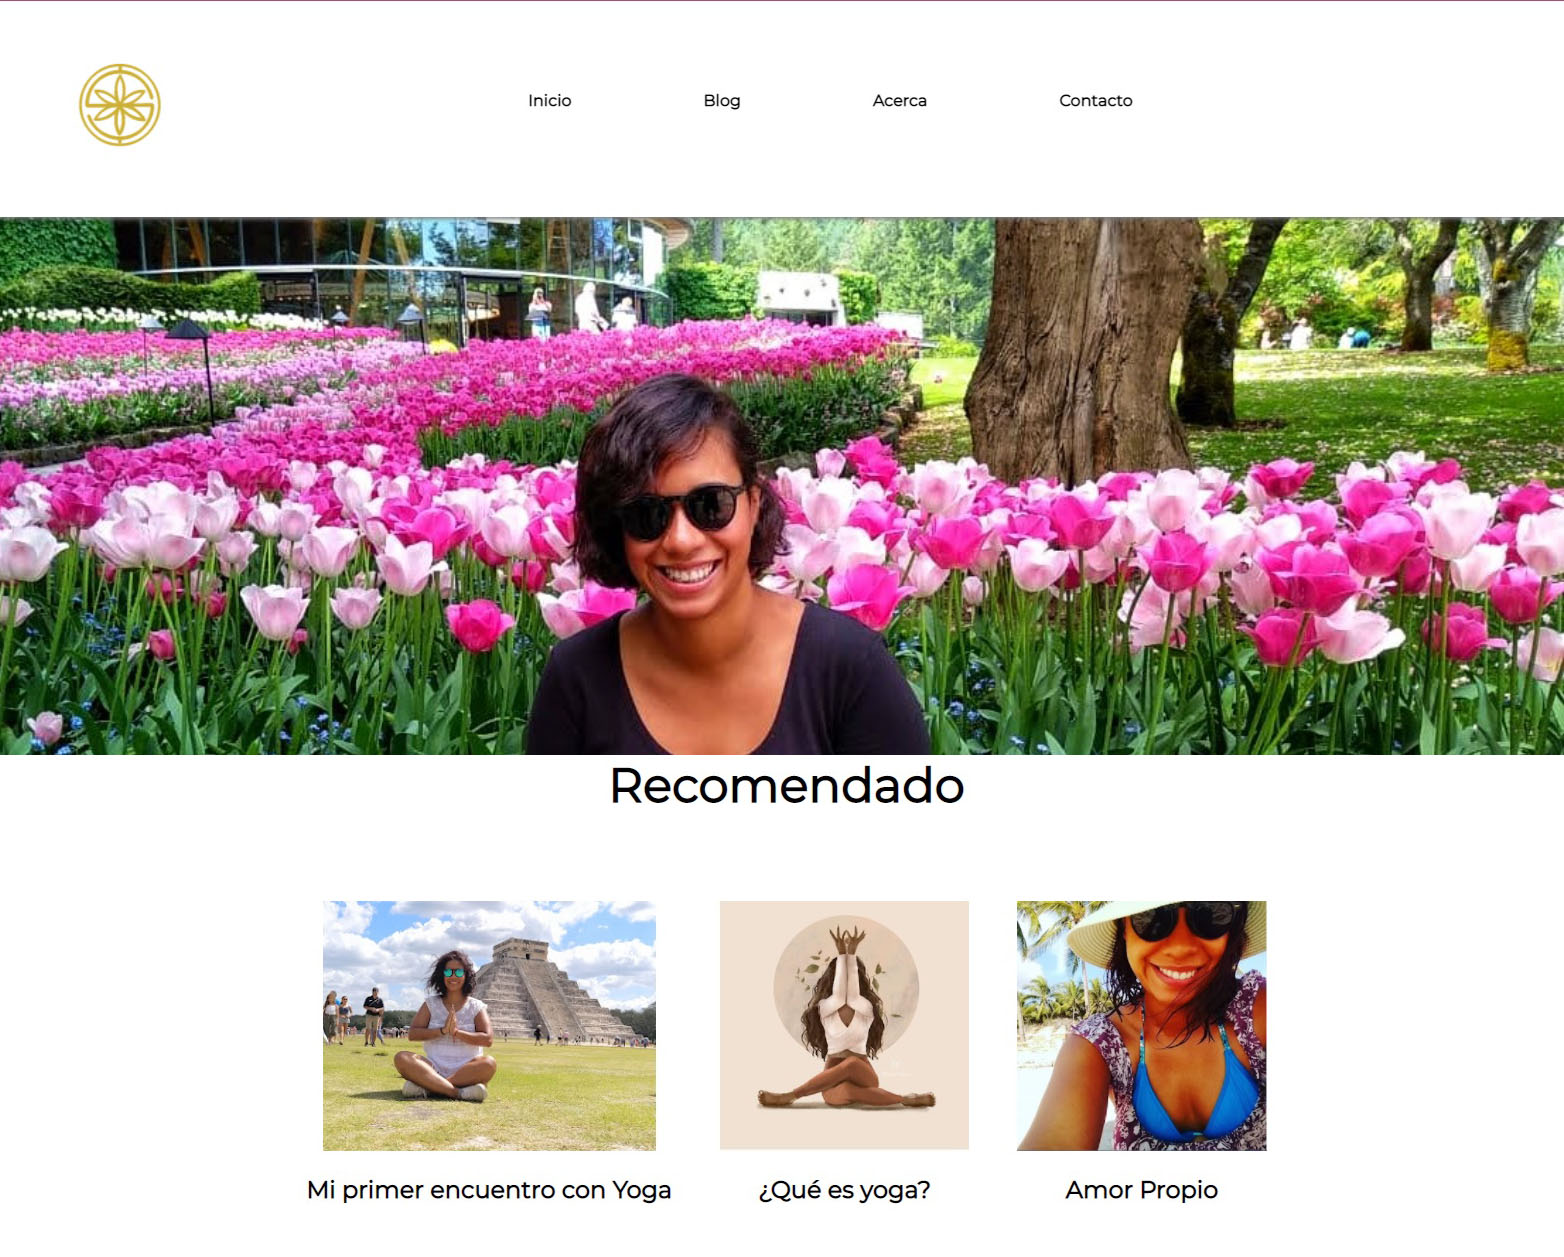 Inicio Blog Acerca Contacto
Recomendado
Mi primer encuentro con Yoga
¿Qué es yoga?
Amor Propio